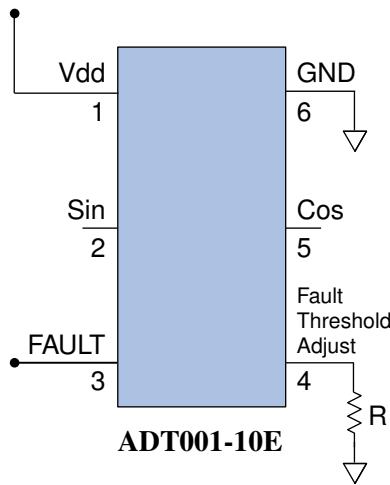 Vdd
1
GND
6
Sin
2
Cos
5
Fault
Threshold
Adjust
FAULT
3
4
R
ADT001-10E